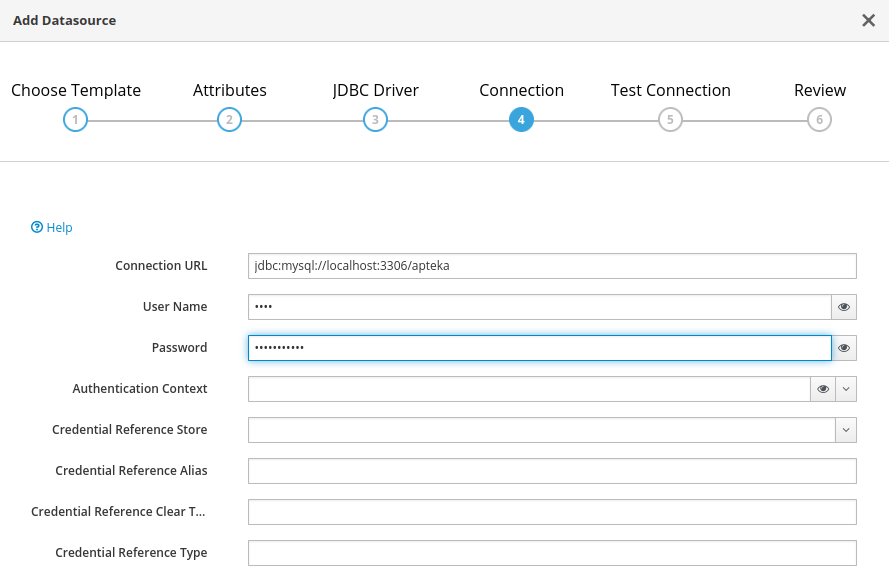 Add Datasource
Choose Template Attributes JDBC Driver Connection Test Connection Review
1 2 3 4 5 6
Help
Connection URL jdbc:mysql://localhost:3306/apteka
User Name ••••
Password •••••••••••
Authentication Context
Credential Reference Store
Credential Reference Alias
Credential Reference Clear T...
Credential Reference Type